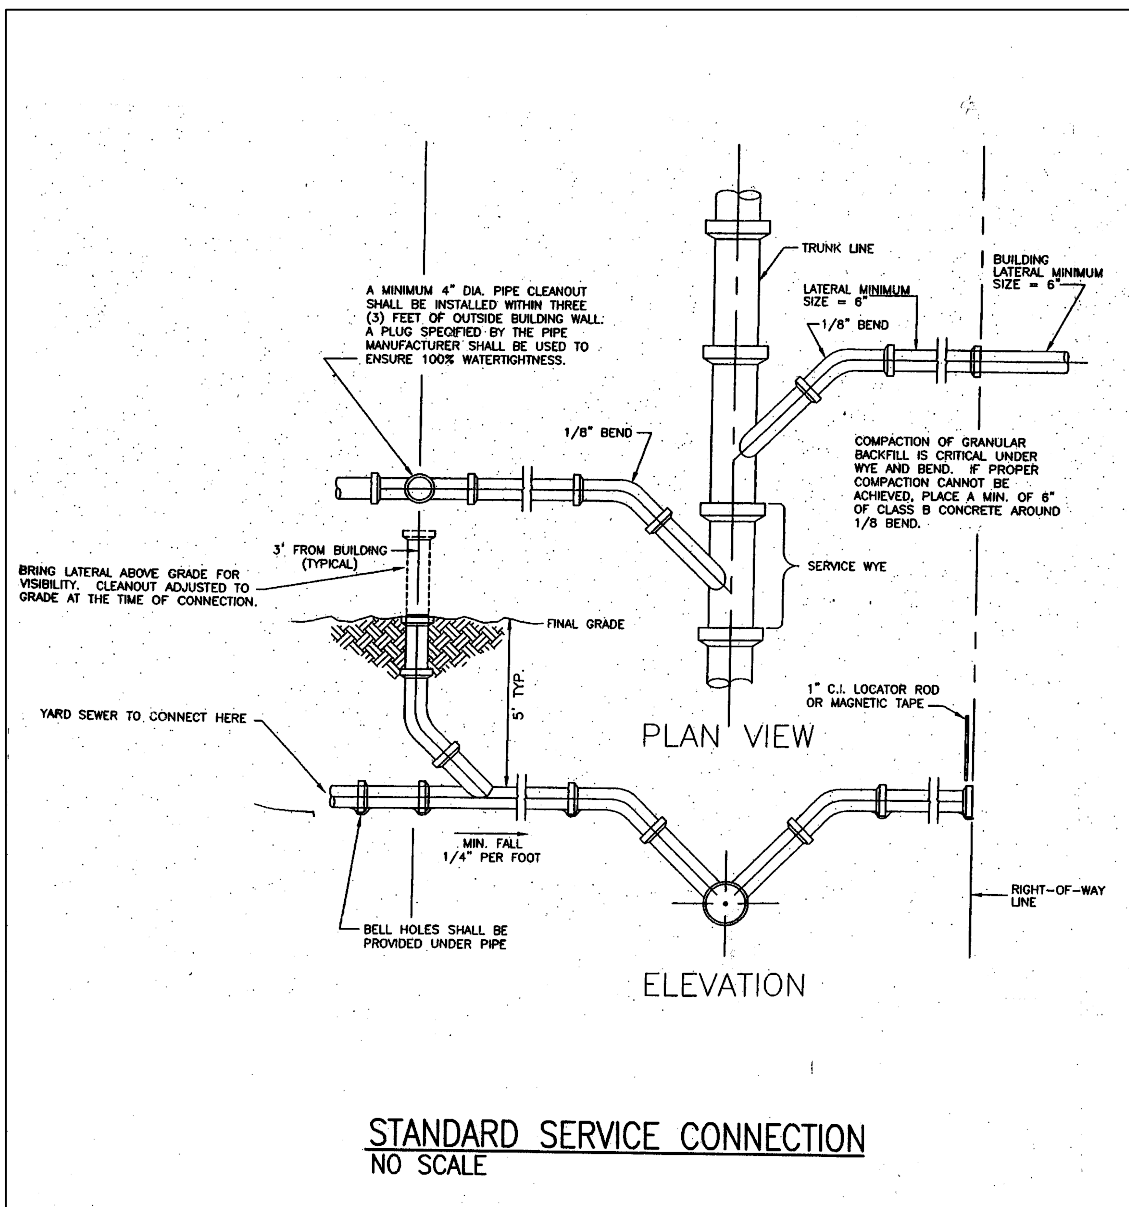 A MINIMUM 4" DIA. PIPE CLEANOUT
SHALL BE INSTALLED WITHIN THREE
(3) FEET OF OUTSIDE BUILDING WALL.
A PLUG SPECIFIED BY THE PIPE
MANUFACTURER SHALL BE USED TO
ENSURE 100% WATERTIGHTNESS.
TRUNK LINE
BUILDING
LATERAL MINIMUM
SIZE = 6"
LATERAL MINIMUM
SIZE = 6"
1/8" BEND
1/8" BEND
COMPACTION OF GRANULAR
BACKFILL IS CRITICAL UNDER
WYE AND BEND. IF PROPER
COMPACTION CANNOT BE
ACHIEVED, PLACE A MIN. OF 6"
OF CLASS B CONCRETE AROUND
1/8 BEND.
3' FROM BUILDING
(TYPICAL)
BRING LATERAL ABOVE GRADE FOR
VISIBILITY. CLEANOUT ADJUSTED TO
GRADE AT THE TIME OF CONNECTION.
SERVICE WYE
FINAL GRADE
5' TYP.
1" C.I. LOCATOR ROD
OR MAGNETIC TAPE
YARD SEWER TO CONNECT HERE
PLAN VIEW
MIN. FALL
1/4" PER FOOT
RIGHT-OF-WAY
LINE
BELL HOLES SHALL BE
PROVIDED UNDER PIPE
ELEVATION
STANDARD SERVICE CONNECTION
NO SCALE